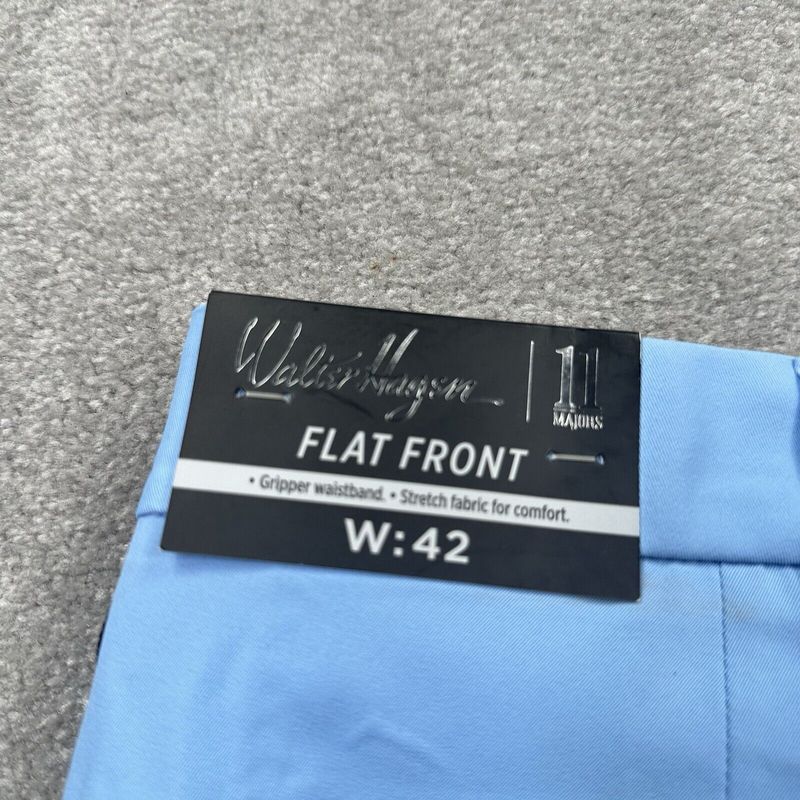 Walter Hagen
11
MAJORS
FLAT FRONT
• Gripper waistband. • Stretch fabric for comfort.
W:42